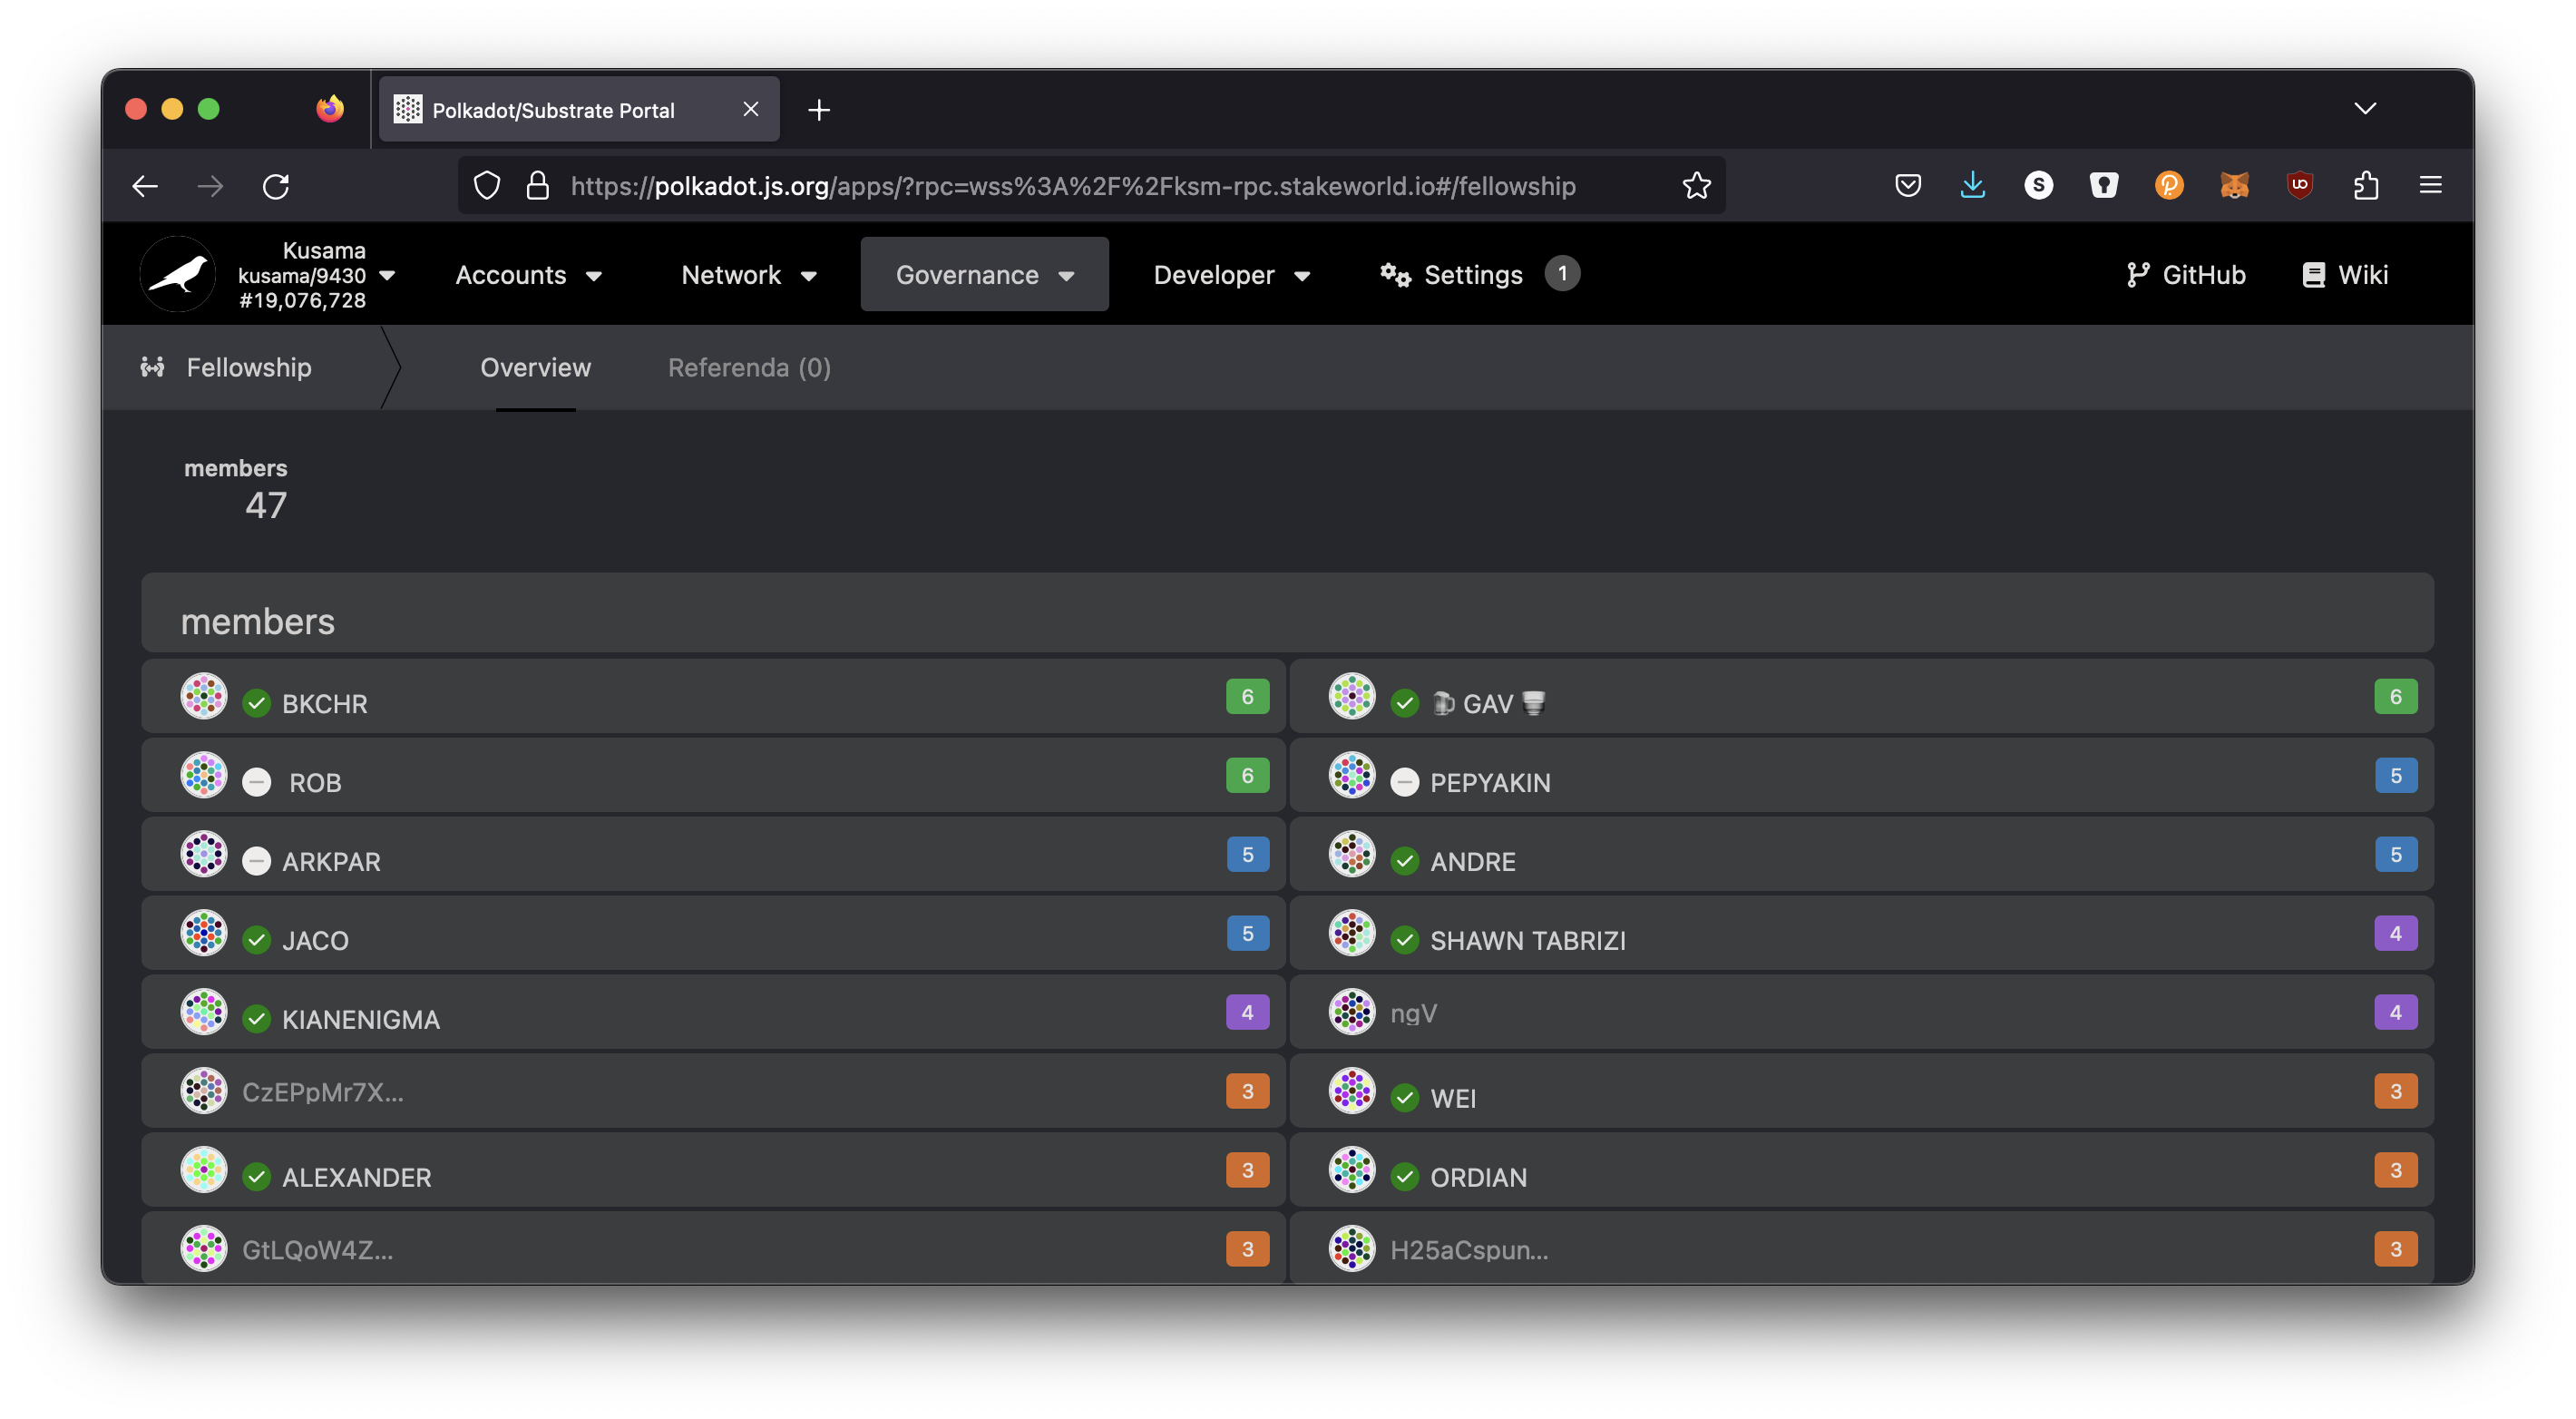 Polkadot/Substrate Portal
https://polkadot.js.org/apps/?rpc=wss%3A%2F%2Fksm-rpc.stakeworld.io#/fellowship
Kusama
kusama/9430
#19,076,728
Accounts
Network
Governance
Developer
Settings 1
GitHub
Wiki
Fellowship
Overview
Referenda (0)
members
47
members
BKCHR 6
🍺 GAV 🥃 6
ROB 6
PEPYAKIN 5
ARKPAR 5
ANDRE 5
JACO 5
SHAWN TABRIZI 4
KIANENIGMA 4
ngV 4
CzEPpMr7X... 3
WEI 3
ALEXANDER 3
ORDIAN 3
GtLQoW4Z... 3
H25aCspun... 3